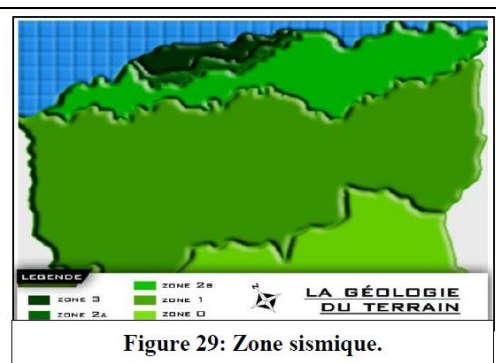 LEGENDE
ZONE 3
ZONE 2A
ZONE 2B
ZONE 1
ZONE 0
N
LA GÉOLOGIE
DU TERRAIN
Figure 29: Zone sismique.